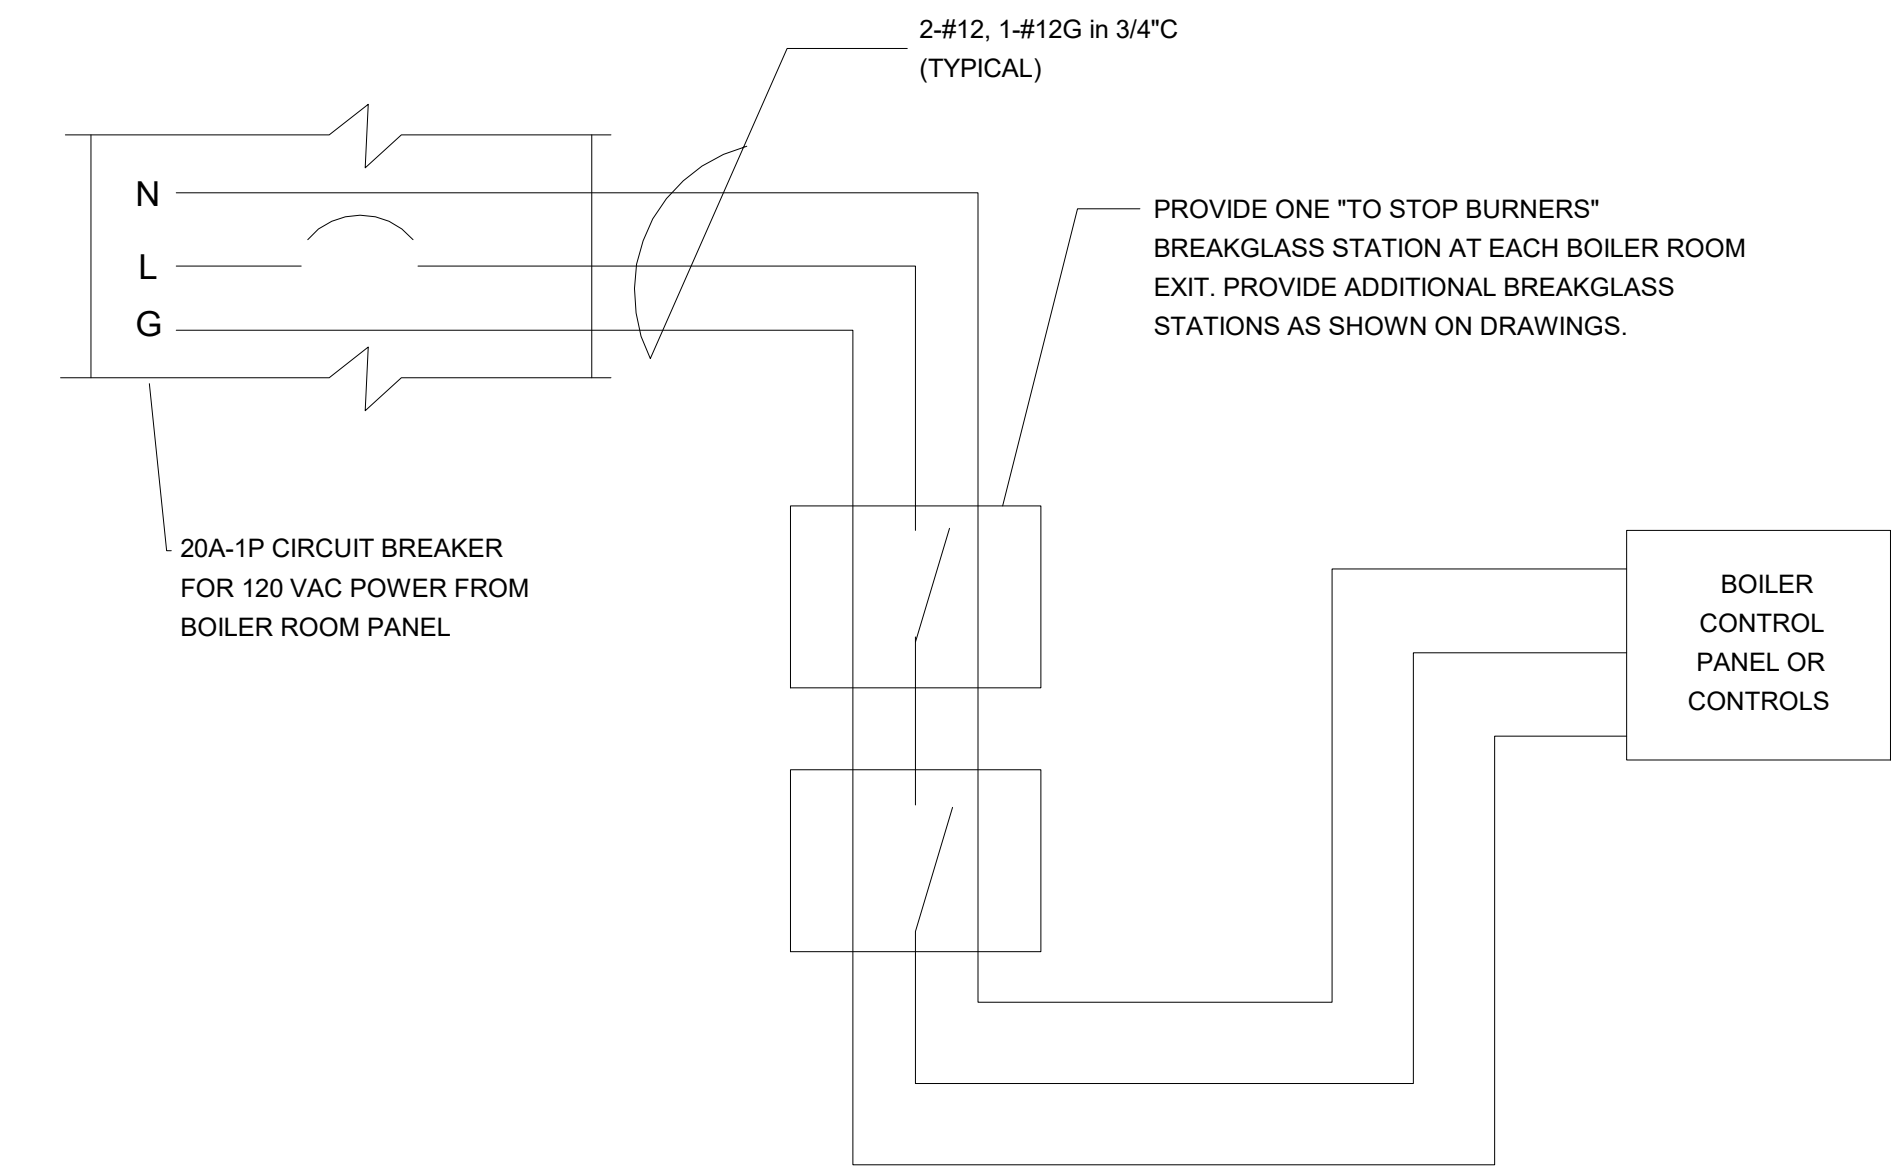 2-#12, 1-#12G in 3/4"C
(TYPICAL)
N
L
G
PROVIDE ONE "TO STOP BURNERS"
BREAKGLASS STATION AT EACH BOILER ROOM
EXIT. PROVIDE ADDITIONAL BREAKGLASS
STATIONS AS SHOWN ON DRAWINGS.
20A-1P CIRCUIT BREAKER
FOR 120 VAC POWER FROM
BOILER ROOM PANEL
BOILER
CONTROL
PANEL OR
CONTROLS